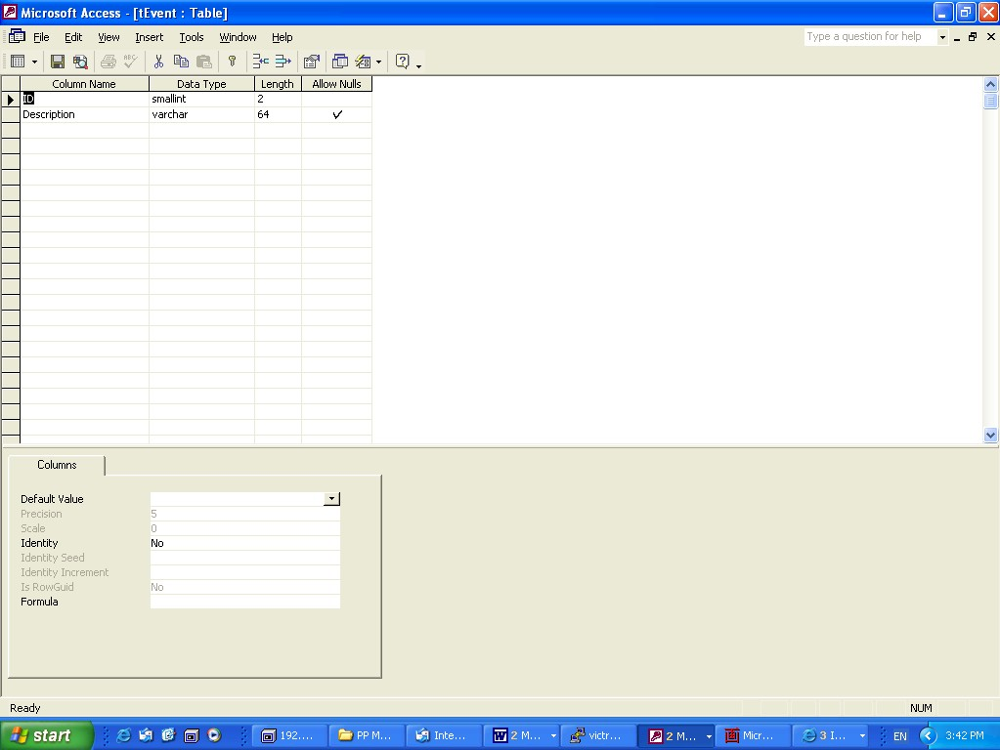 Microsoft Access - [tEvent : Table]
File Edit View Insert Tools Window Help Type a question for help
Column Name Data Type Length Allow Nulls
ID smallint 2
Description varchar 64
Columns
Default Value
Precision 5
Scale 0
Identity No
Identity Seed
Identity Increment
Is RowGuid No
Formula
Ready NUM
start 192.... PP M... Inte... 2 M... victr... 2 M... Micr... 3 I... EN 3:42 PM